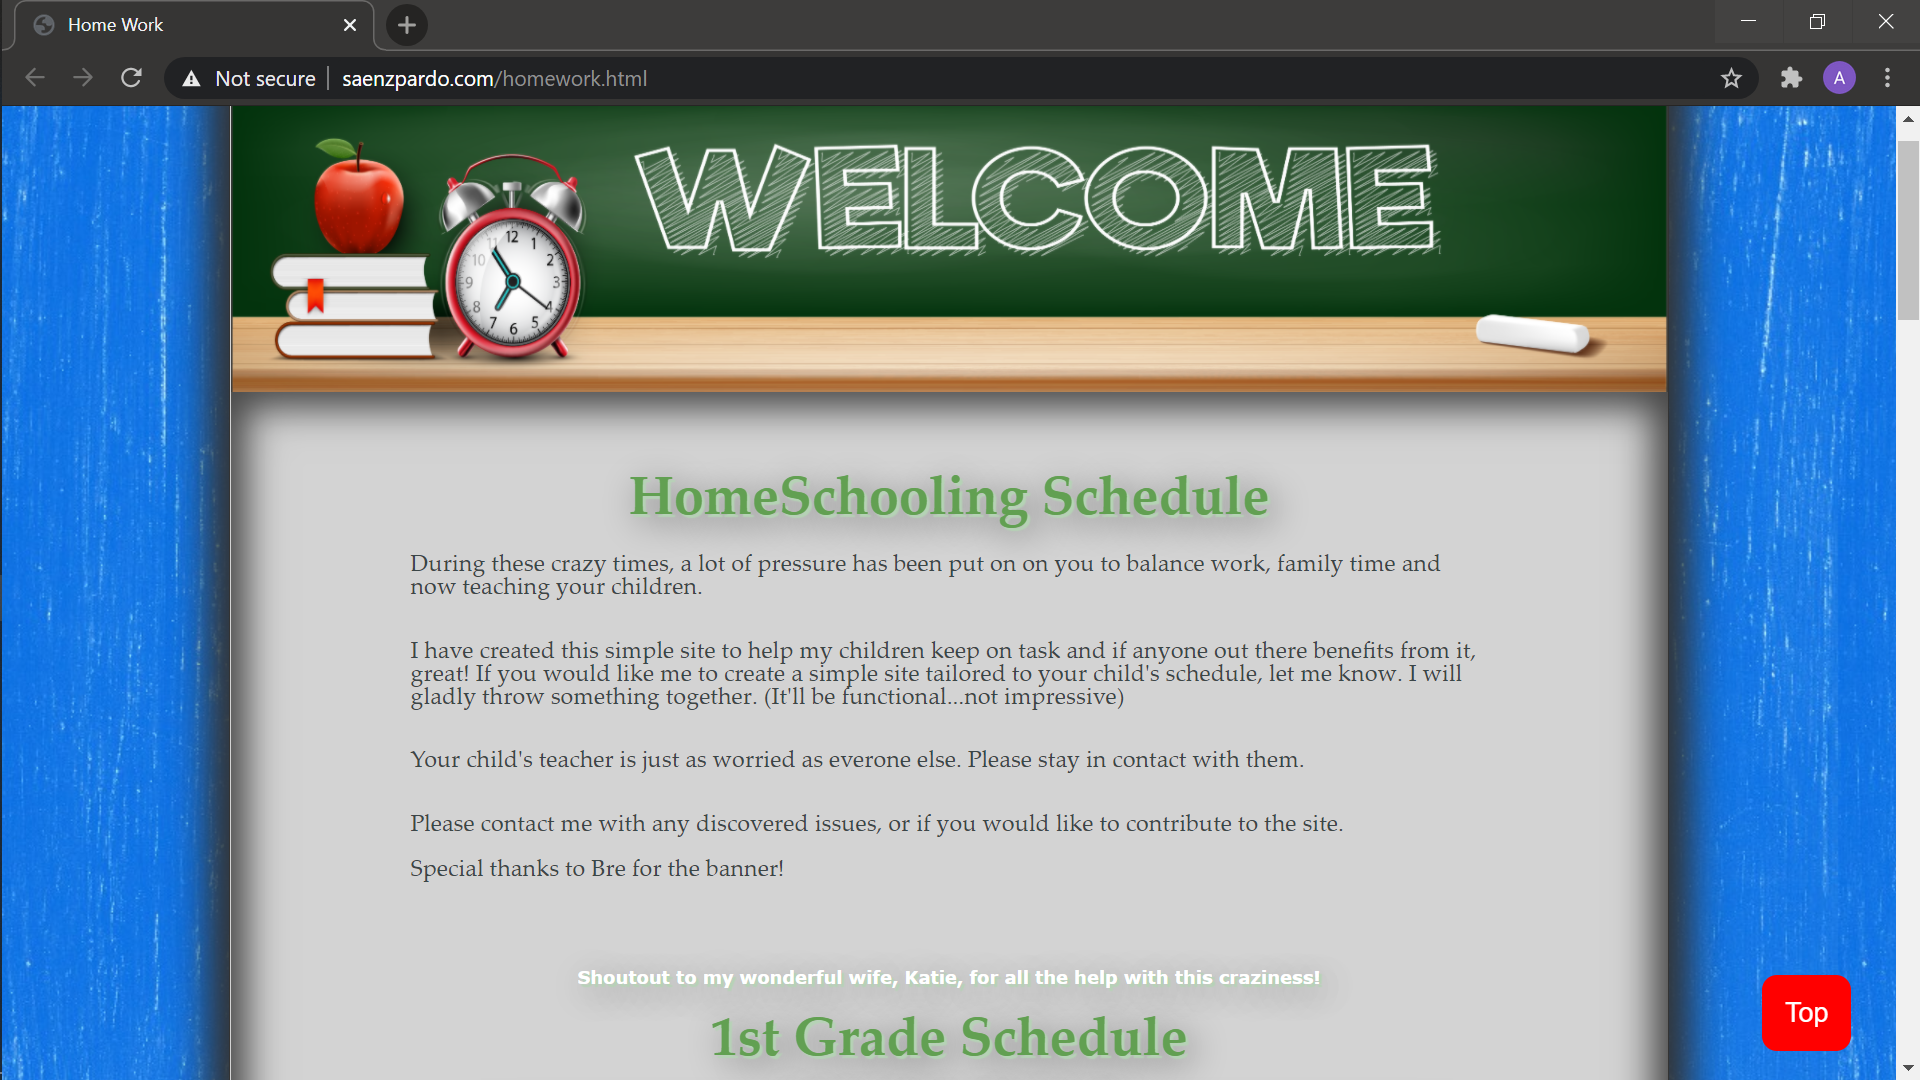 Home Work
Not secure
saenzpardo.com/homework.html
A
WELCOME
12
11
1
10
2
9
3
8
4
7
5
6
HomeSchooling Schedule
During these crazy times, a lot of pressure has been put on on you to balance work, family time and
now teaching your children.
I have created this simple site to help my children keep on task and if anyone out there benefits from it,
great! If you would like me to create a simple site tailored to your child's schedule, let me know. I will
gladly throw something together. (It'll be functional...not impressive)
Your child's teacher is just as worried as everone else. Please stay in contact with them.
Please contact me with any discovered issues, or if you would like to contribute to the site.
Special thanks to Bre for the banner!
Shoutout to my wonderful wife, Katie, for all the help with this craziness!
Top
1st Grade Schedule